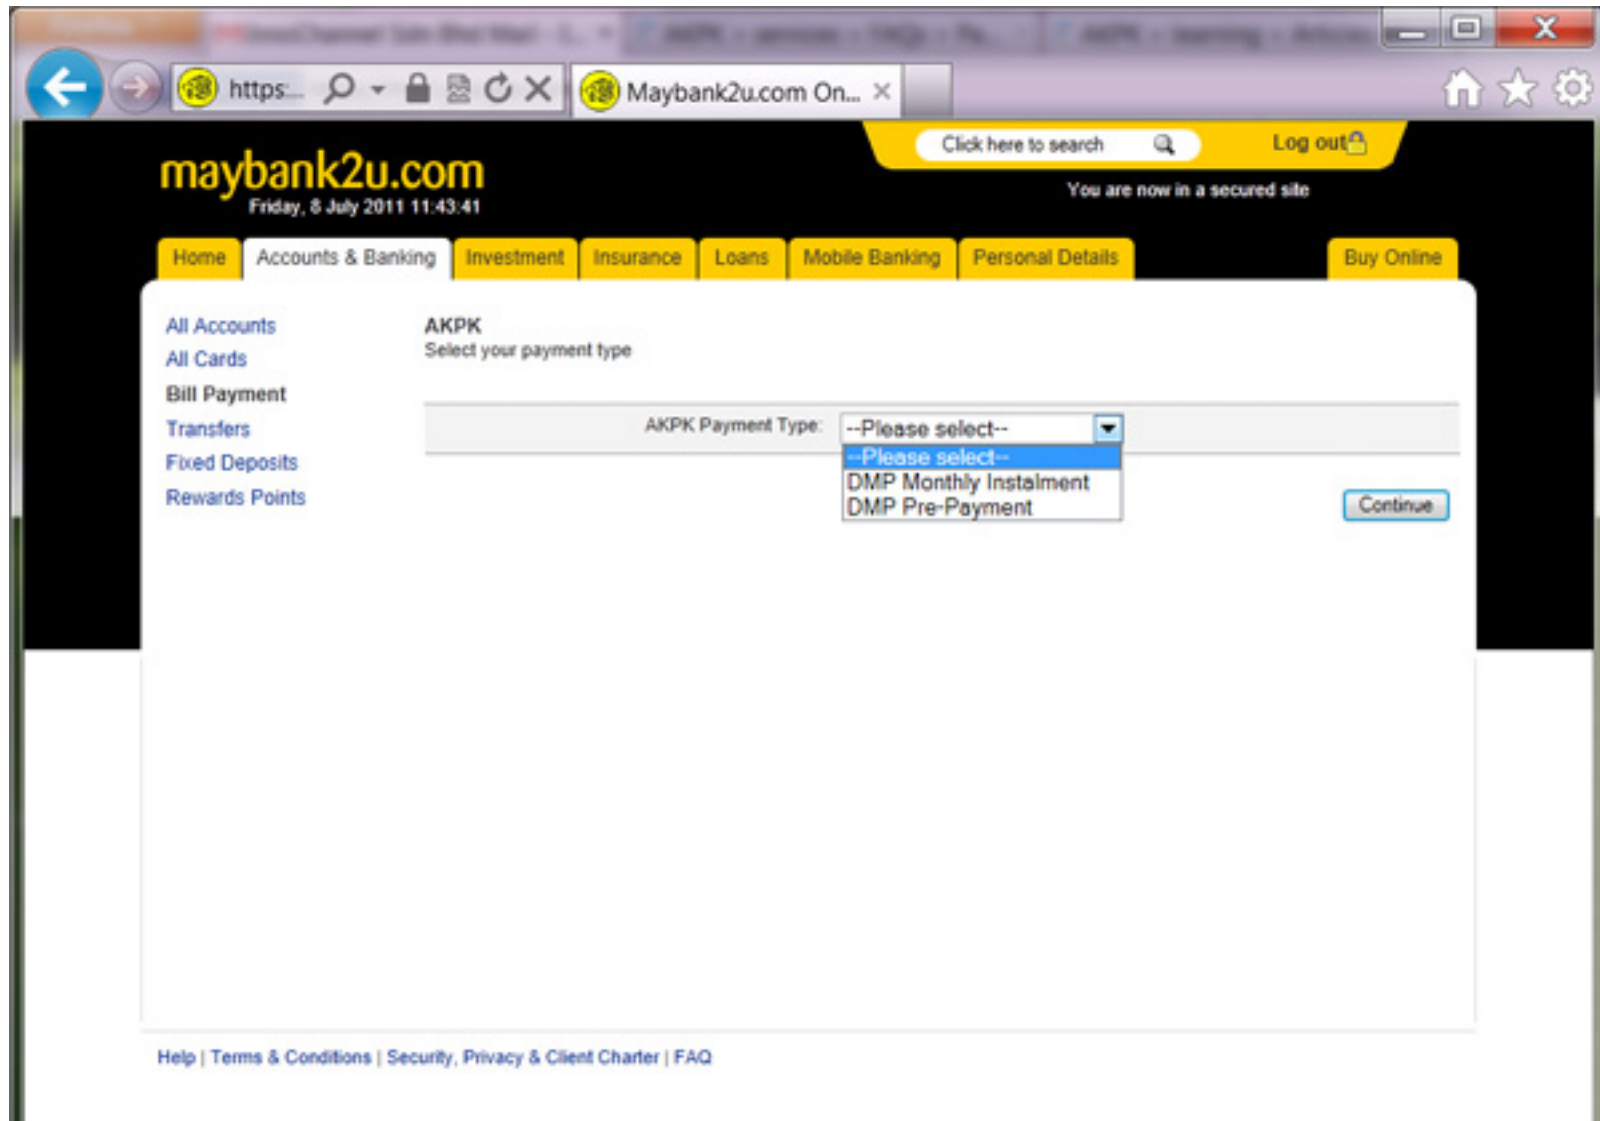 https:...
Maybank2u.com On...
Click here to search
Log out
maybank2u.com
Friday, 8 July 2011 11:43:41
You are now in a secured site
Home
Accounts & Banking
Investment
Insurance
Loans
Mobile Banking
Personal Details
Buy Online
All Accounts
All Cards
Bill Payment
Transfers
Fixed Deposits
Rewards Points
AKPK
Select your payment type
AKPK Payment Type: --Please select--
--Please select--
DMP Monthly Instalment
DMP Pre-Payment
Continue
Help | Terms & Conditions | Security, Privacy & Client Charter | FAQ